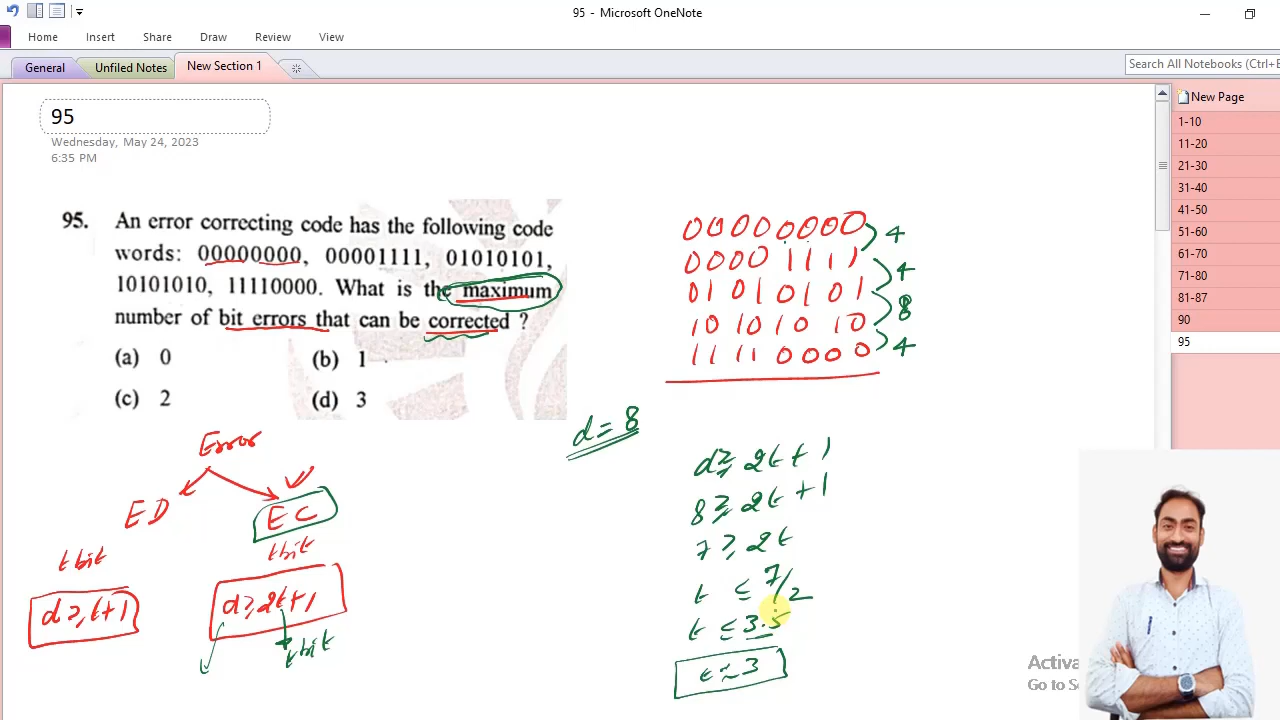 95 - Microsoft OneNote
Home Insert Share Draw Review View
General Unfiled Notes New Section 1
Search All Notebooks (Ctrl+E
95
Wednesday, May 24, 2023
6:35 PM
New Page
1-10
11-20
21-30
31-40
41-50
51-60
61-70
71-80
81-87
90
95
95. An error correcting code has the following code
words: 00000000, 00001111, 01010101,
10101010, 11110000. What is the maximum
number of bit errors that can be corrected ?
(a) 0 (b) 1
(c) 2 (d) 3
00000000
4
00001111
4
01010101
8
10101010
4
11110000
Error
ED EC
t bit t bit
d≥t+1 d≥2t+1
t bit
d=8
d≥2t+1
8≥2t+1
7≥2t
t ≤ 7/2
t ≤ 3.5
t ≈ 3
Activa
Go to Se